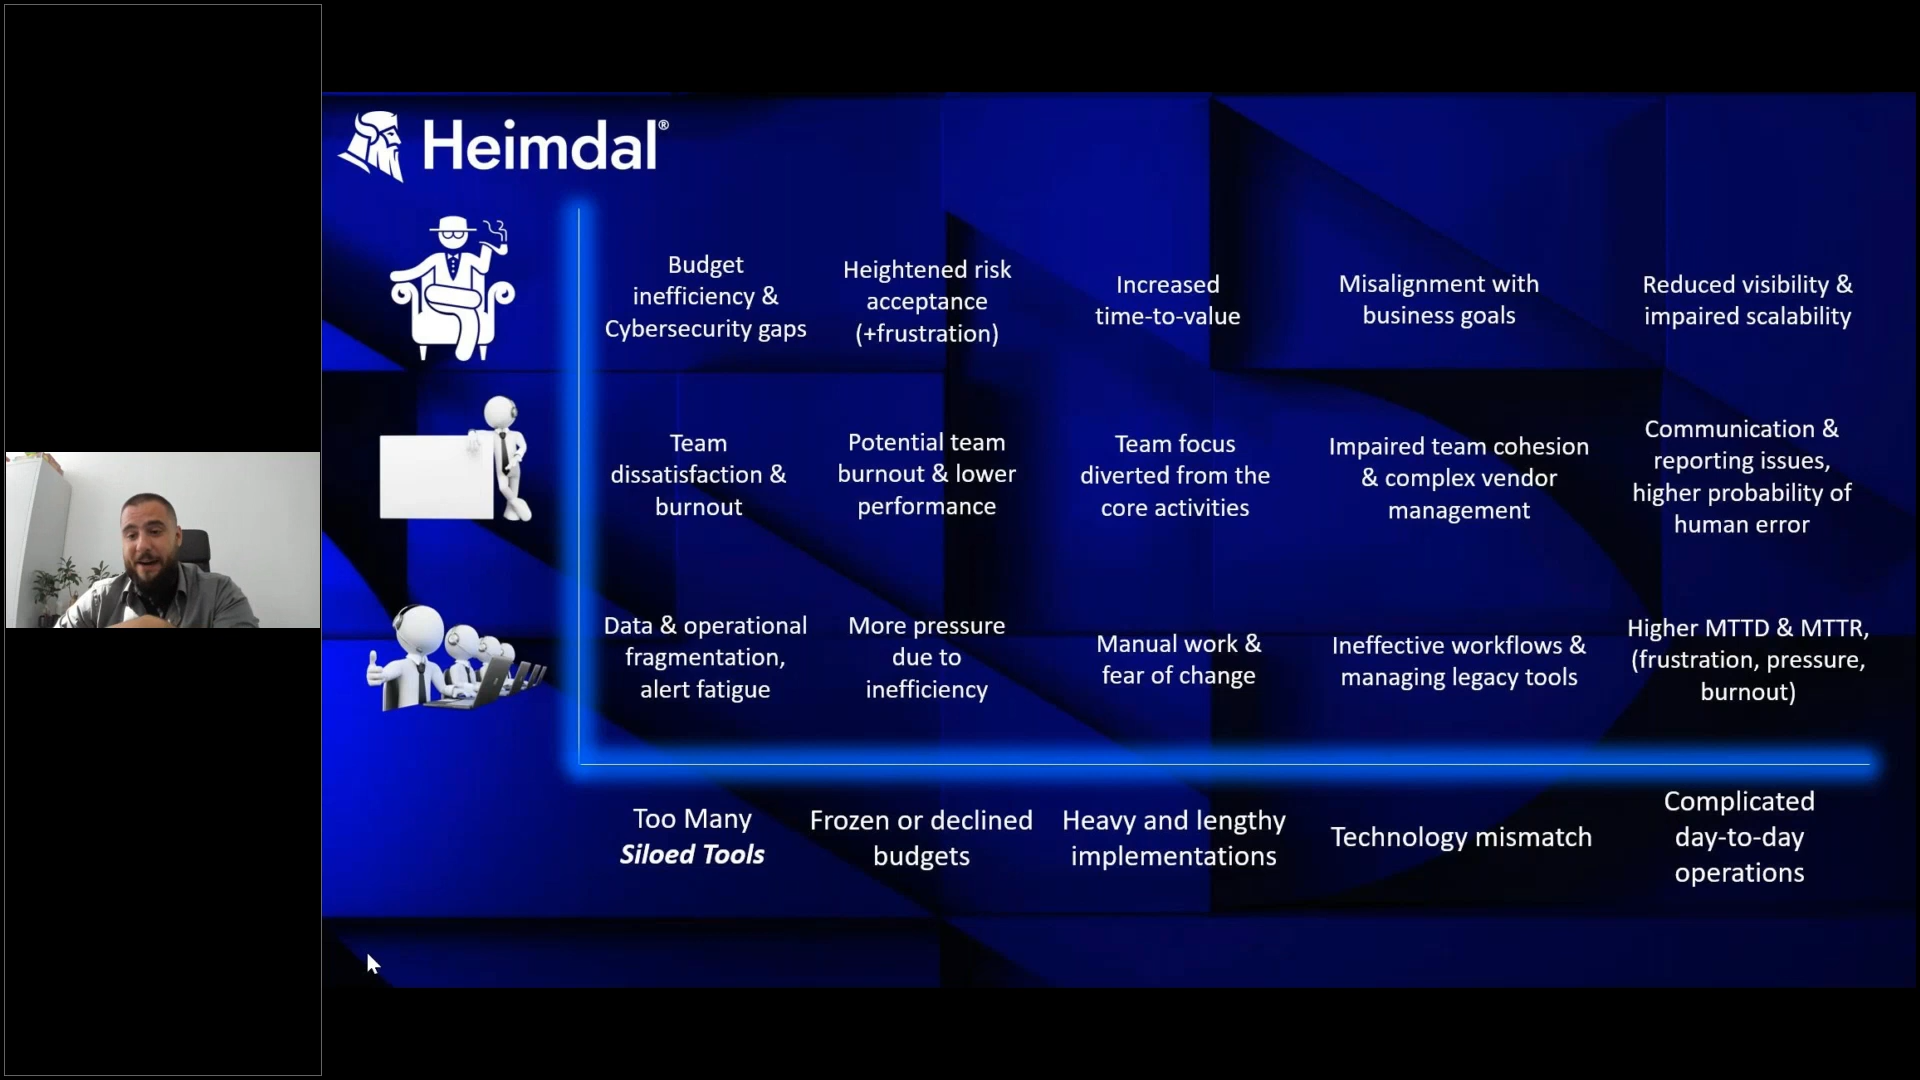 Heimdal®
Budget
inefficiency &
Cybersecurity gaps
Heightened risk
acceptance
(+frustration)
Increased
time-to-value
Misalignment with
business goals
Reduced visibility &
impaired scalability
Team
dissatisfaction &
burnout
Potential team
burnout & lower
performance
Team focus
diverted from the
core activities
Impaired team cohesion
& complex vendor
management
Communication &
reporting issues,
higher probability of
human error
Data & operational
fragmentation,
alert fatigue
More pressure
due to
inefficiency
Manual work &
fear of change
Ineffective workflows &
managing legacy tools
Higher MTTD & MTTR,
(frustration, pressure,
burnout)
Too Many
Siloed Tools
Frozen or declined
budgets
Heavy and lengthy
implementations
Technology mismatch
Complicated
day-to-day
operations